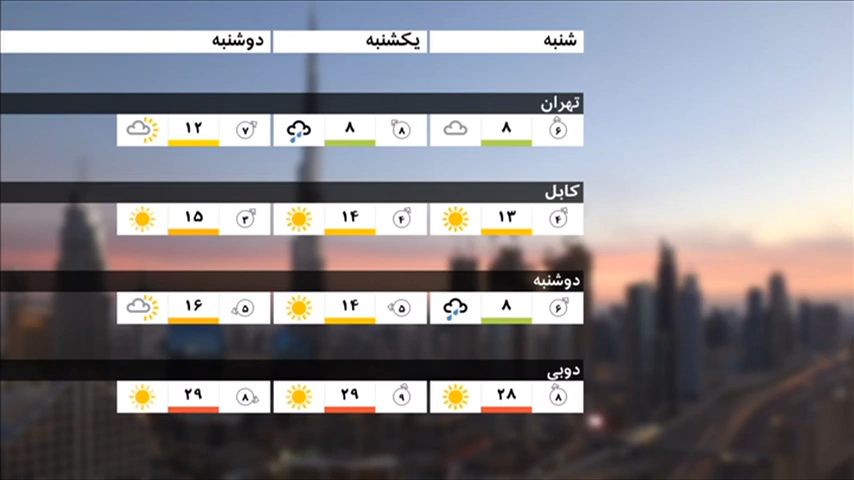 شنبه یکشنبه دوشنبه
تهران
۶ ۸ ۸ ۸ ۷ ۱۲
کابل
۴ ۱۳ ۴ ۱۴ ۳ ۱۵
دوشنبه
۶ ۸ ۵ ۱۴ ۵ ۱۶
دوبی
۸ ۲۸ ۹ ۲۹ ۸ ۲۹